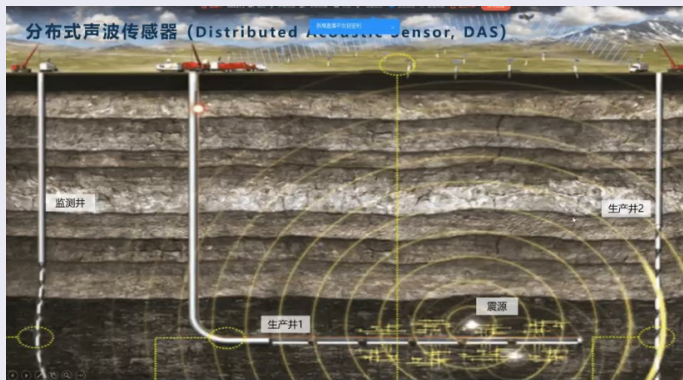 分布式声波传感器 (Distributed Acoustic Sensor, DAS)
监测井
生产井2
震源
生产井1